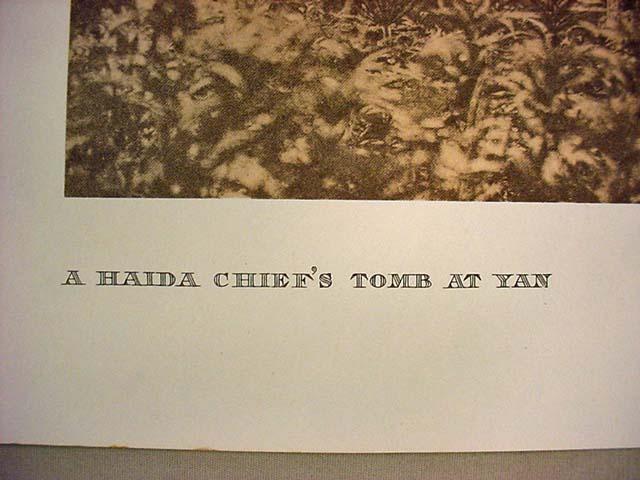 A HAIDA CHIEF'S TOMB AT YAN